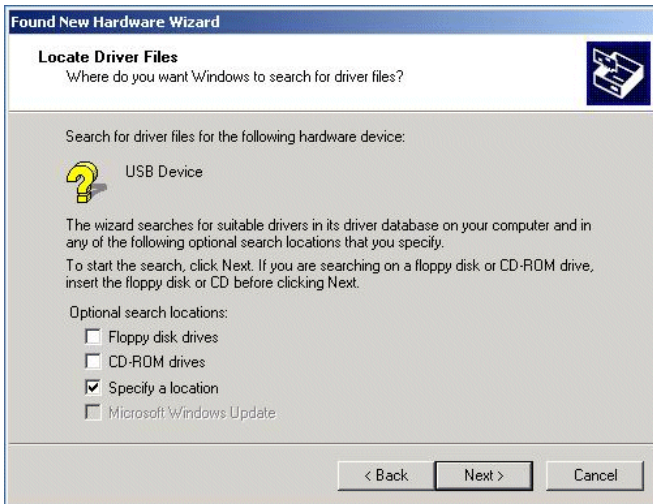 Found New Hardware Wizard
Locate Driver Files
Where do you want Windows to search for driver files?
Search for driver files for the following hardware device:
USB Device
The wizard searches for suitable drivers in its driver database on your computer and in
any of the following optional search locations that you specify.
To start the search, click Next. If you are searching on a floppy disk or CD-ROM drive,
insert the floppy disk or CD before clicking Next.
Optional search locations:
Floppy disk drives
CD-ROM drives
Specify a location
Microsoft Windows Update
< Back Next > Cancel